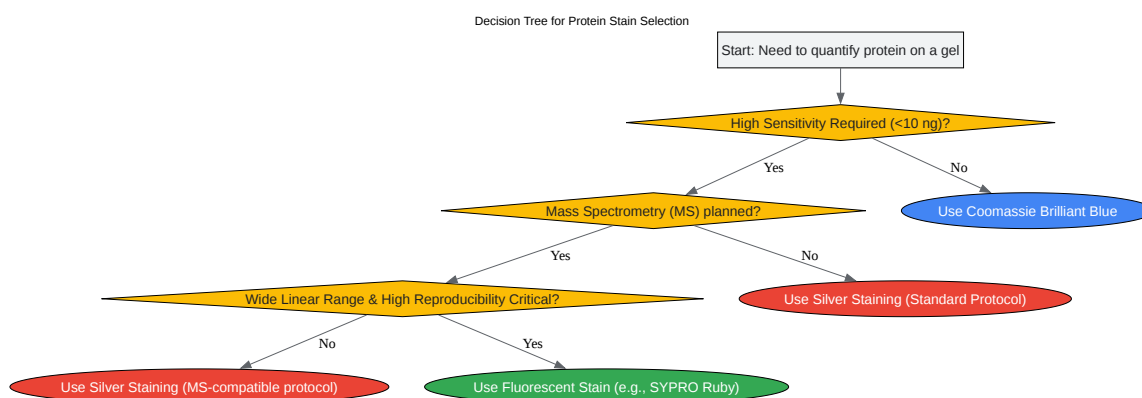 Decision Tree for Protein Stain Selection
Start: Need to quantify protein on a gel
High Sensitivity Required (<10 ng)?
Yes
No
Mass Spectrometry (MS) planned?
Use Coomassie Brilliant Blue
Yes
No
Wide Linear Range & High Reproducibility Critical?
Use Silver Staining (Standard Protocol)
No
Yes
Use Silver Staining (MS-compatible protocol)
Use Fluorescent Stain (e.g., SYPRO Ruby)